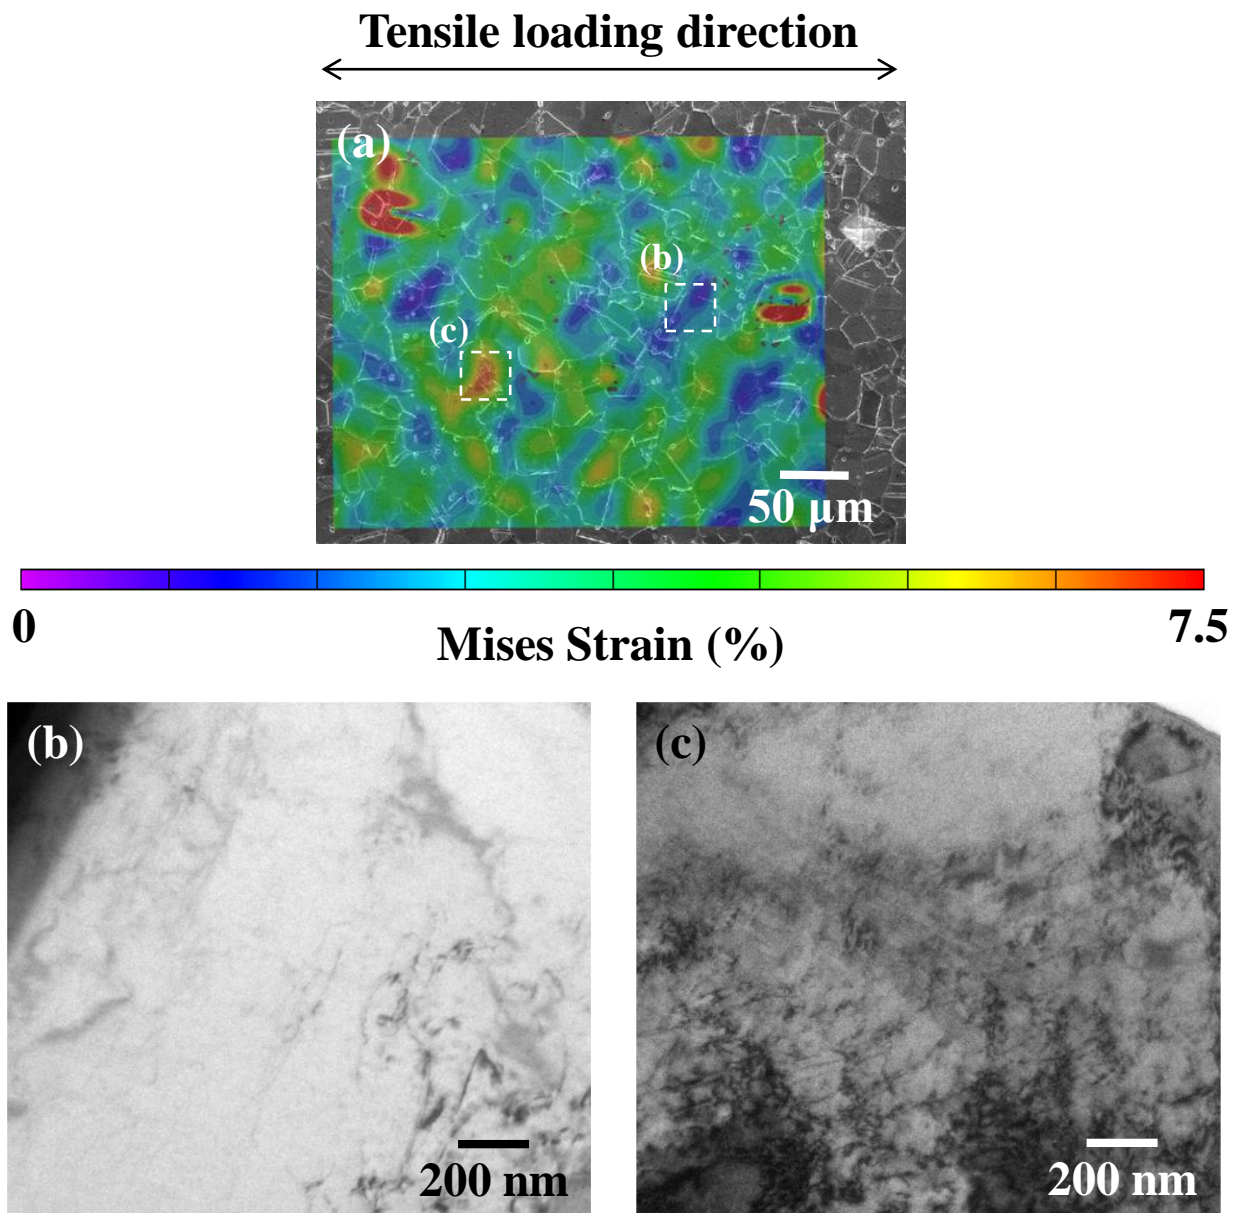 Tensile loading direction
(a)
(b)
(c)
50 μm
0
7.5
Mises Strain (%)
(b)
(c)
200 nm
200 nm